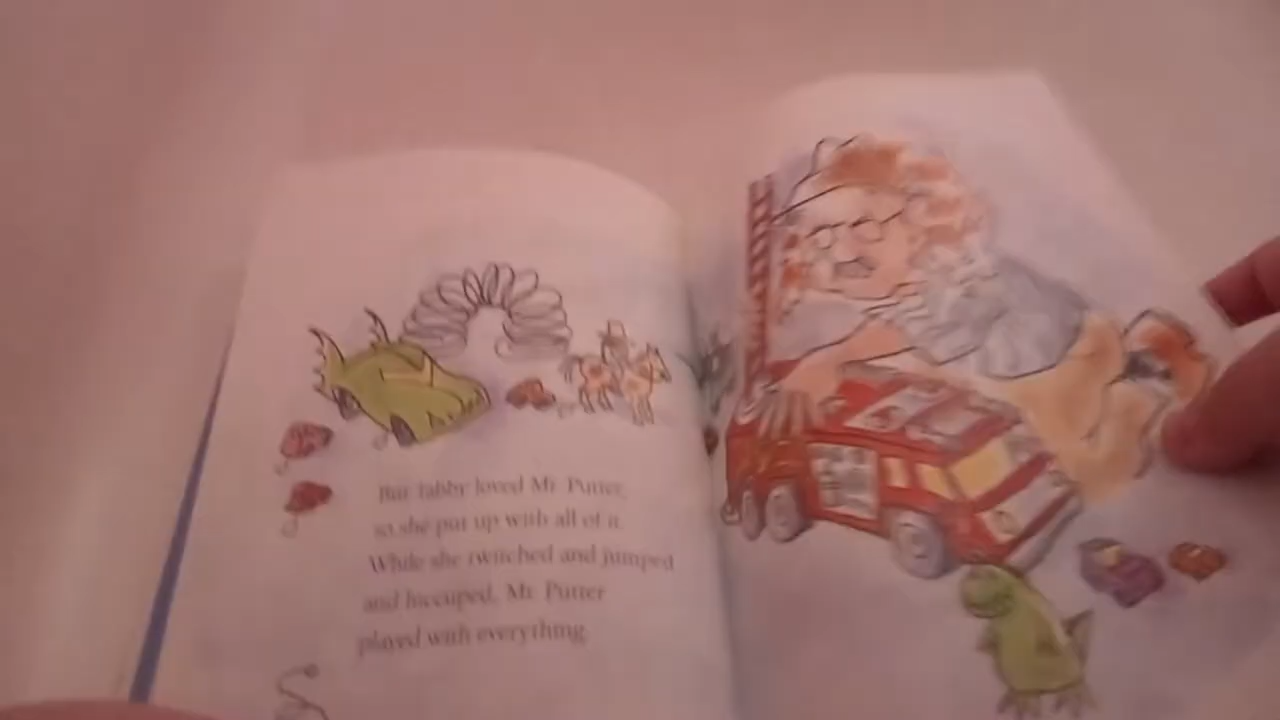 But Tabby loved Mr. Putter,
so she put up with all of it.
While she twitched and jumped
and hiccuped, Mr. Putter
played with everything.